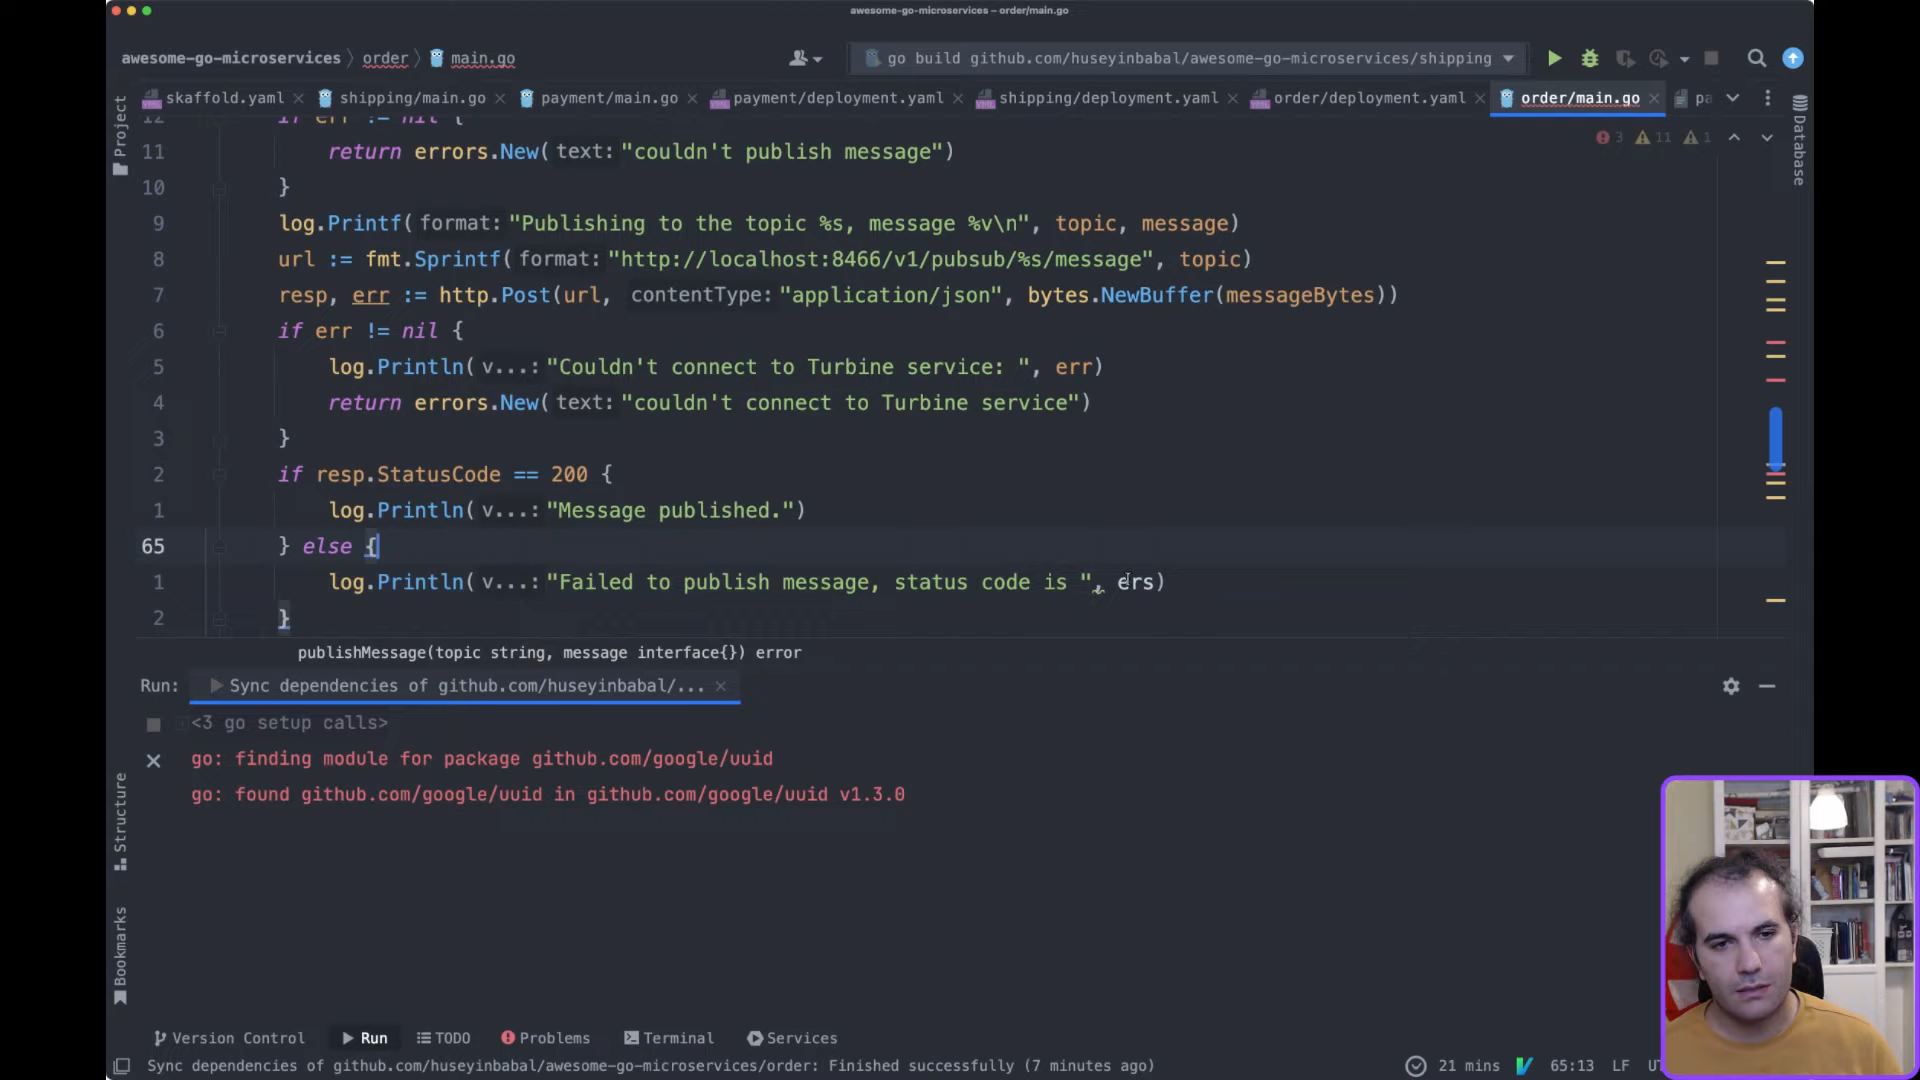 awesome-go-microservices – order/main.go
awesome-go-microservices order main.go
go build github.com/huseyinbabal/awesome-go-microservices/shipping
Project
skaffold.yaml shipping/main.go payment/main.go payment/deployment.yaml shipping/deployment.yaml order/deployment.yaml order/main.go pa
Database
3 11 1
12 if err != nil {
11 return errors.New( text: "couldn't publish message")
10 }
9 log.Printf( format: "Publishing to the topic %s, message %v\n", topic, message)
8 url := fmt.Sprintf( format: "http://localhost:8466/v1/pubsub/%s/message", topic)
7 resp, err := http.Post(url, contentType: "application/json", bytes.NewBuffer(messageBytes))
6 if err != nil {
5 log.Println( v...: "Couldn't connect to Turbine service: ", err)
4 return errors.New( text: "couldn't connect to Turbine service")
3 }
2 if resp.StatusCode == 200 {
1 log.Println( v...: "Message published.")
65 } else {
1 log.Println( v...: "Failed to publish message, status code is ", ers)
2 }
publishMessage(topic string, message interface{}) error
Run: Sync dependencies of github.com/huseyinbabal/...
<3 go setup calls>
go: finding module for package github.com/google/uuid
go: found github.com/google/uuid in github.com/google/uuid v1.3.0
Structure
Bookmarks
Version Control Run TODO Problems Terminal Services
Sync dependencies of github.com/huseyinbabal/awesome-go-microservices/order: Finished successfully (7 minutes ago) 21 mins 65:13 LF